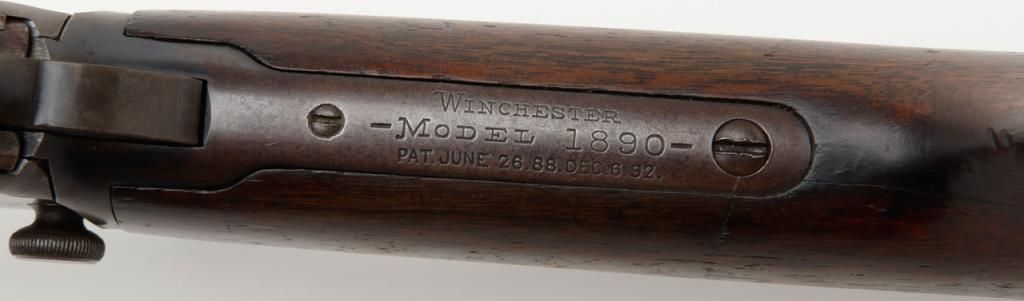 WINCHESTER
-MODEL 1890-
PAT. JUNE 26.88.DEC.6 92.